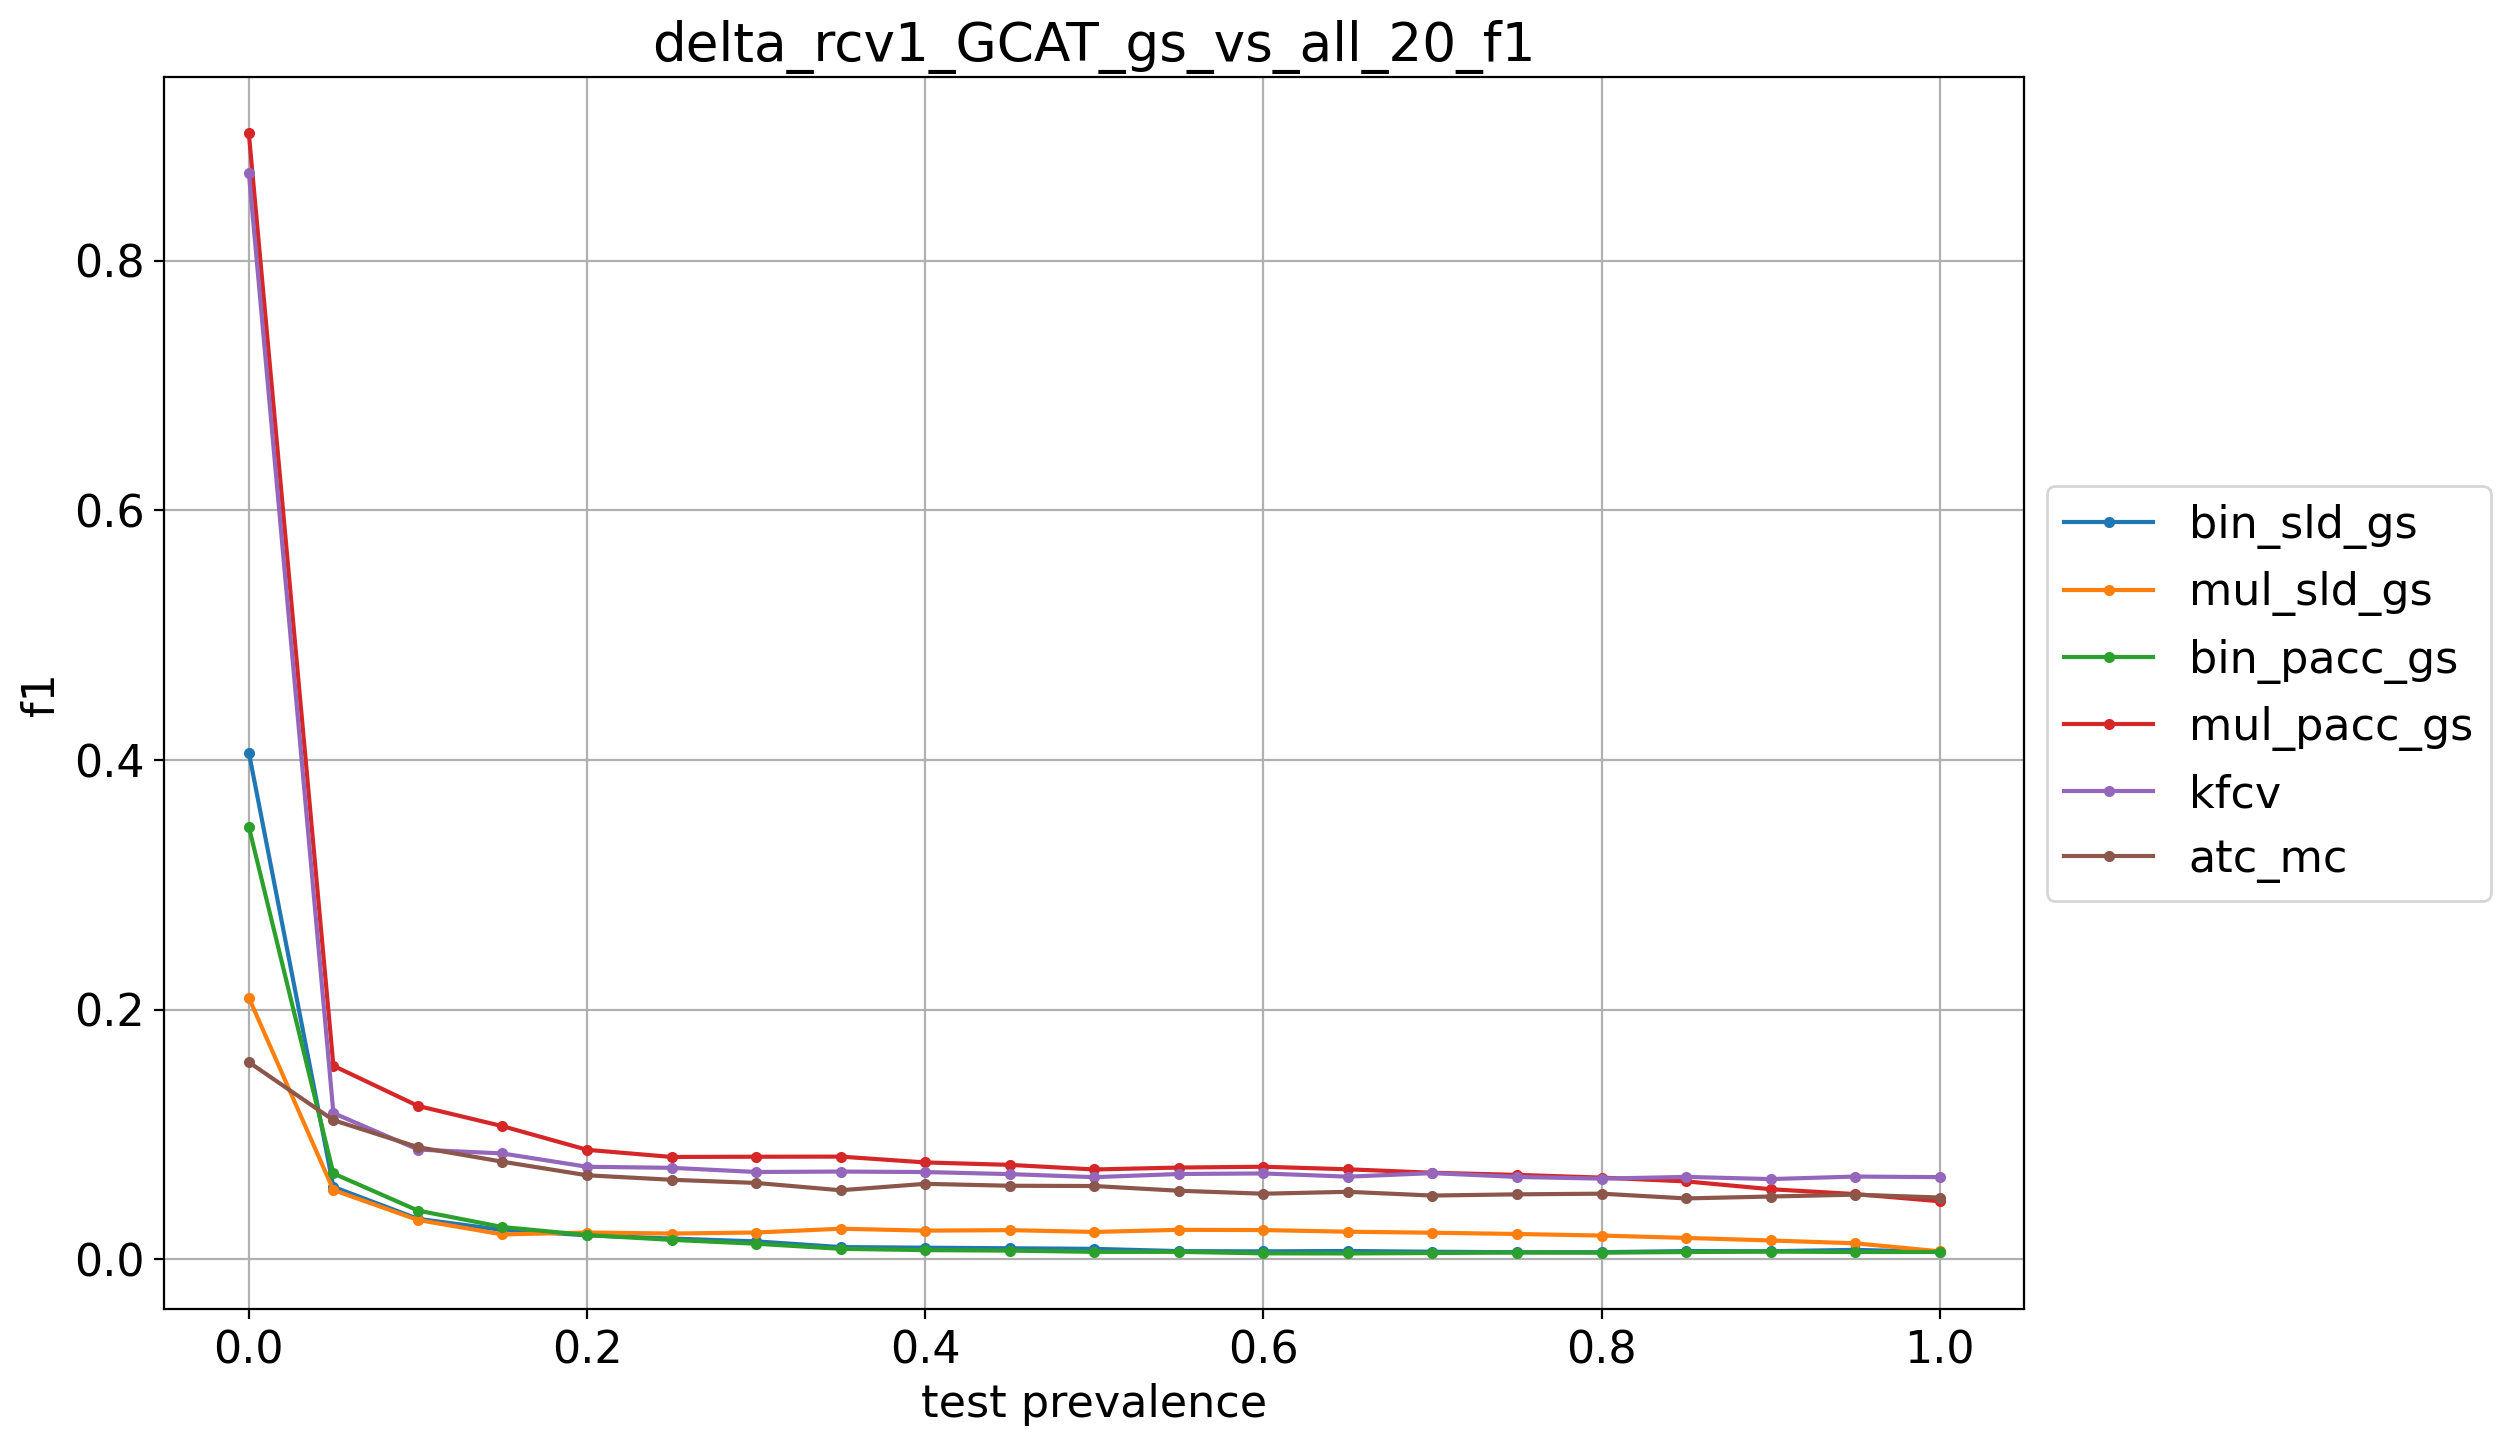 delta_rcv1_GCAT_gs_vs_all_20_f1
f1
0.8
0.6
0.4
0.2
0.0
0.0 0.2 0.4 0.6 0.8 1.0
test prevalence
bin_sld_gs
mul_sld_gs
bin_pacc_gs
mul_pacc_gs
kfcv
atc_mc